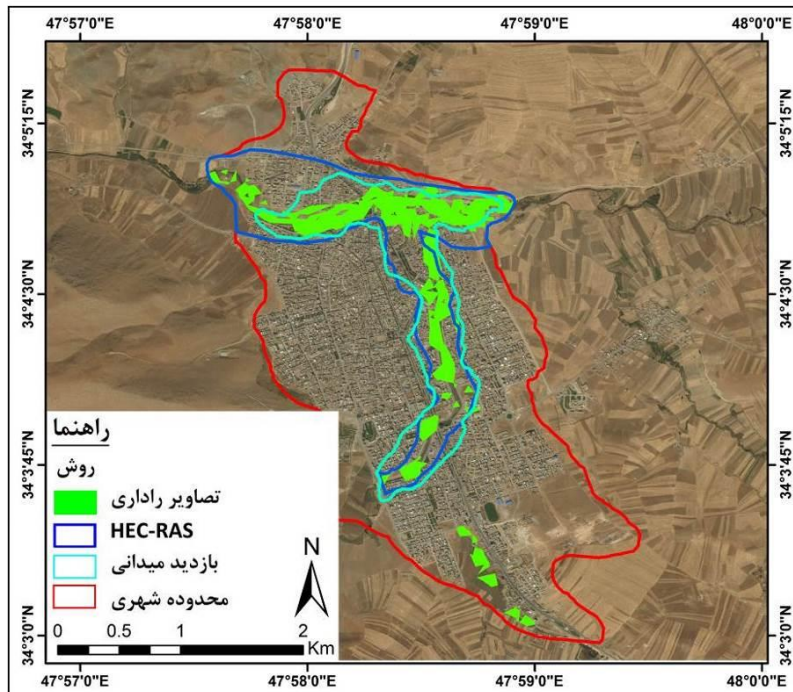 47°57'0"E 47°58'0"E 47°59'0"E 48°0'0"E
34°5'15"N 34°5'15"N
34°4'30"N 34°4'30"N
34°3'45"N 34°3'45"N
34°3'0"N 34°3'0"N
راهنما
روش
تصاویر راداری
HEC-RAS
بازدید میدانی
محدوده شهری
N
0 0.5 1 2
Km
47°57'0"E 47°58'0"E 47°59'0"E 48°0'0"E